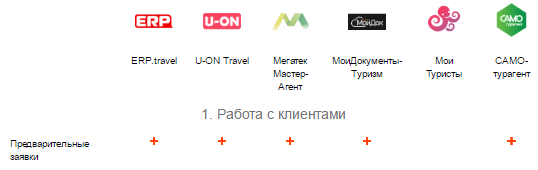 ERP
U-ON
МоиДок
САМО
турагент
ERP.travel
U-ON Travel
Мегатек
Мастер-
Агент
МоиДокументы-
Туризм
Мои
Туристы
САМО-
турагент
1. Работа с клиентами
Предварительные
заявки
+ + + + +